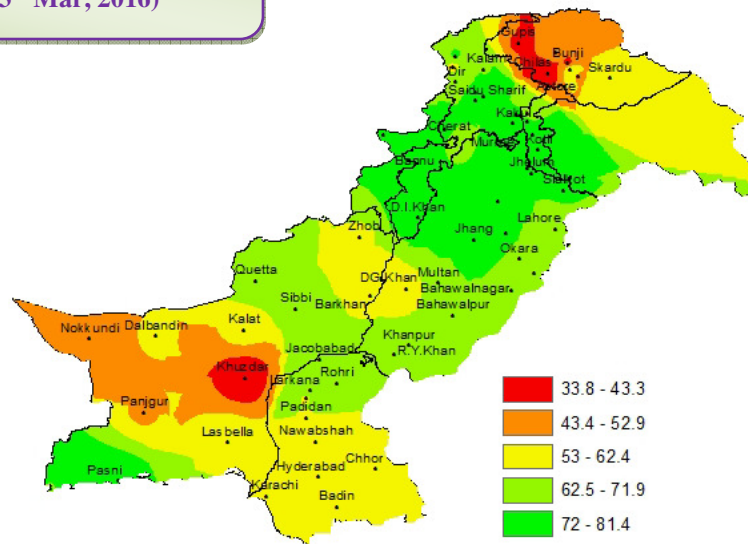 Mar, 2016)
Gupis
Bunji
Kalam
Chilas
Skardu
Dir
Astore
Saidu Sharif
Kakul
Cherat
Kotli
Murree
Bannu
Jhelum
Sialkot
D.I.Khan
Lahore
Zhob
Jhang
Okara
Quetta
DG.Khan
Multan
Sibbi
Bahawalnagar
Barkhan
Bahawalpur
Kalat
Nokkundi
Dalbandin
Khanpur
Jacobabad
R.Y.Khan
Khuzdar
Rohri
Larkana
33.8 - 43.3
Panjgur
Padidan
43.4 - 52.9
Lasbella
Nawabshah
53 - 62.4
Chhor
Pasni
Hyderabad
62.5 - 71.9
Karachi
Badin
72 - 81.4